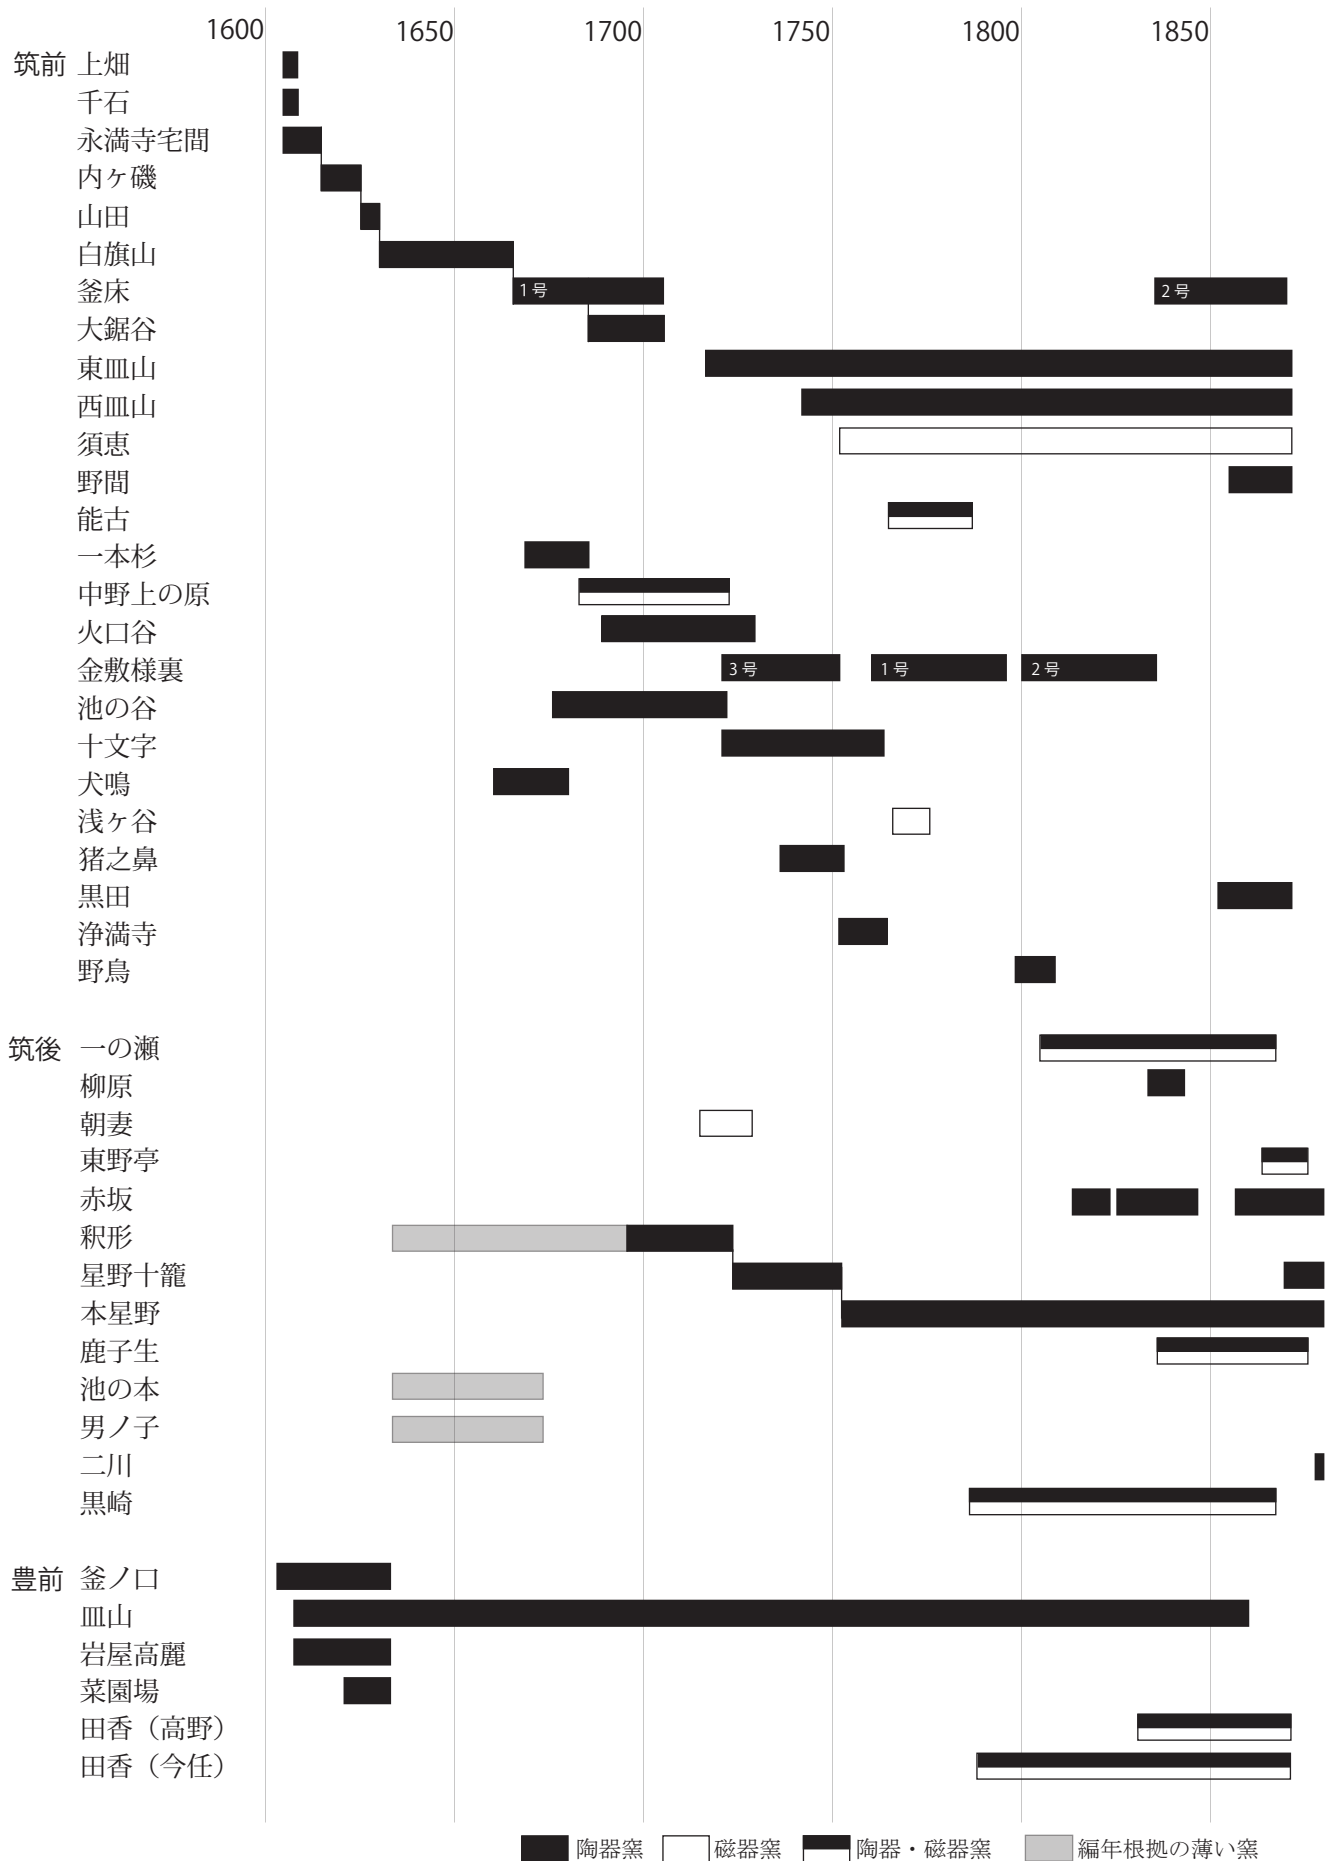 1600 1650 1700 1750 1800 1850
筑前 上畑
千石
永満寺宅間
内ヶ磯
山田
白旗山
釜床 1号 2号
大鋸谷
東皿山
西皿山
須恵
野間
能古
一本杉
中野上の原
火口谷
金敷様裏 3号 1号 2号
池の谷
十文字
犬鳴
浅ヶ谷
猪之鼻
黒田
浄満寺
野鳥
筑後 一の瀬
柳原
朝妻
東野亭
赤坂
釈形
星野十籠
本星野
鹿子生
池の本
男ノ子
二川
黒崎
豊前 釜ノ口
皿山
岩屋高麗
菜園場
田香（高野）
田香（今任）
陶器窯 磁器窯 陶器・磁器窯 編年根拠の薄い窯